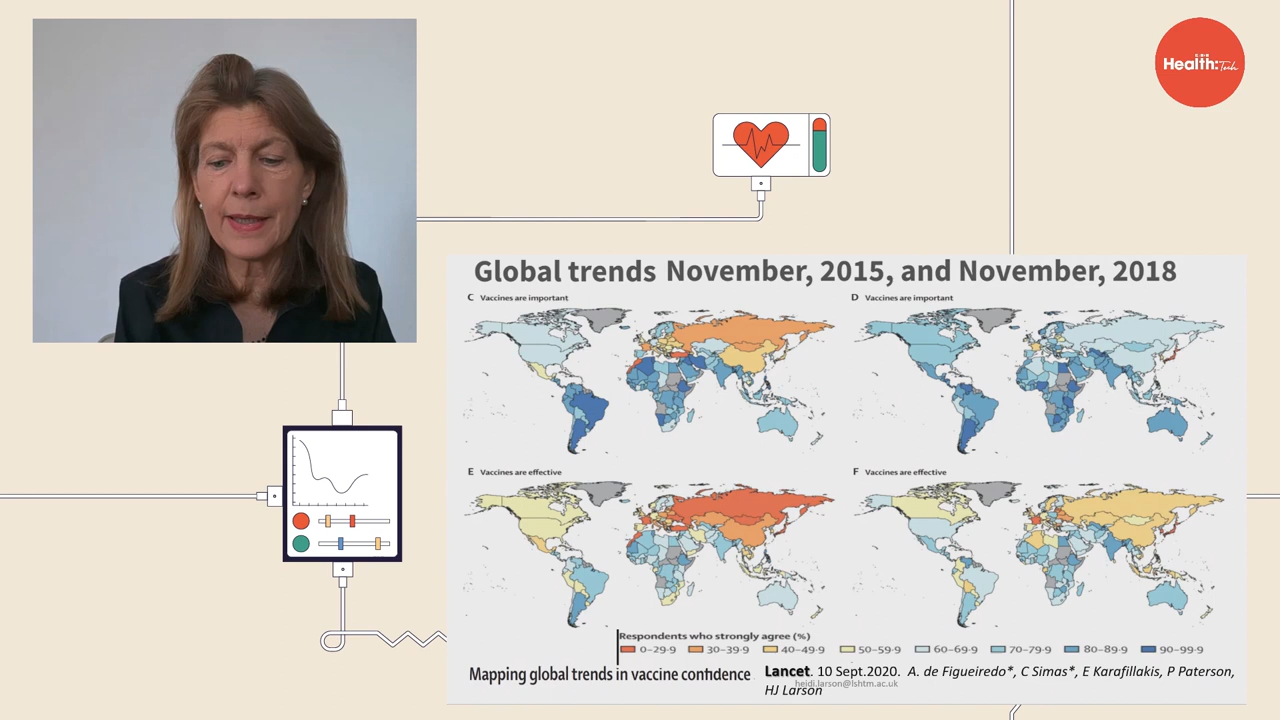 Health:Tech
Global trends November, 2015, and November, 2018
C Vaccines are important
D Vaccines are important
E Vaccines are effective
F Vaccines are effective
Respondents who strongly agree (%)
0–29·9 30–39·9 40–49·9 50–59·9 60–69·9 70–79·9 80–89·9 90–99·9
Mapping global trends in vaccine confidence
Lancet. 10 Sept.2020. A. de Figueiredo*, C Simas*, E Karafillakis, P Paterson,
HJ Larson
heidi.larson@lshtm.ac.uk